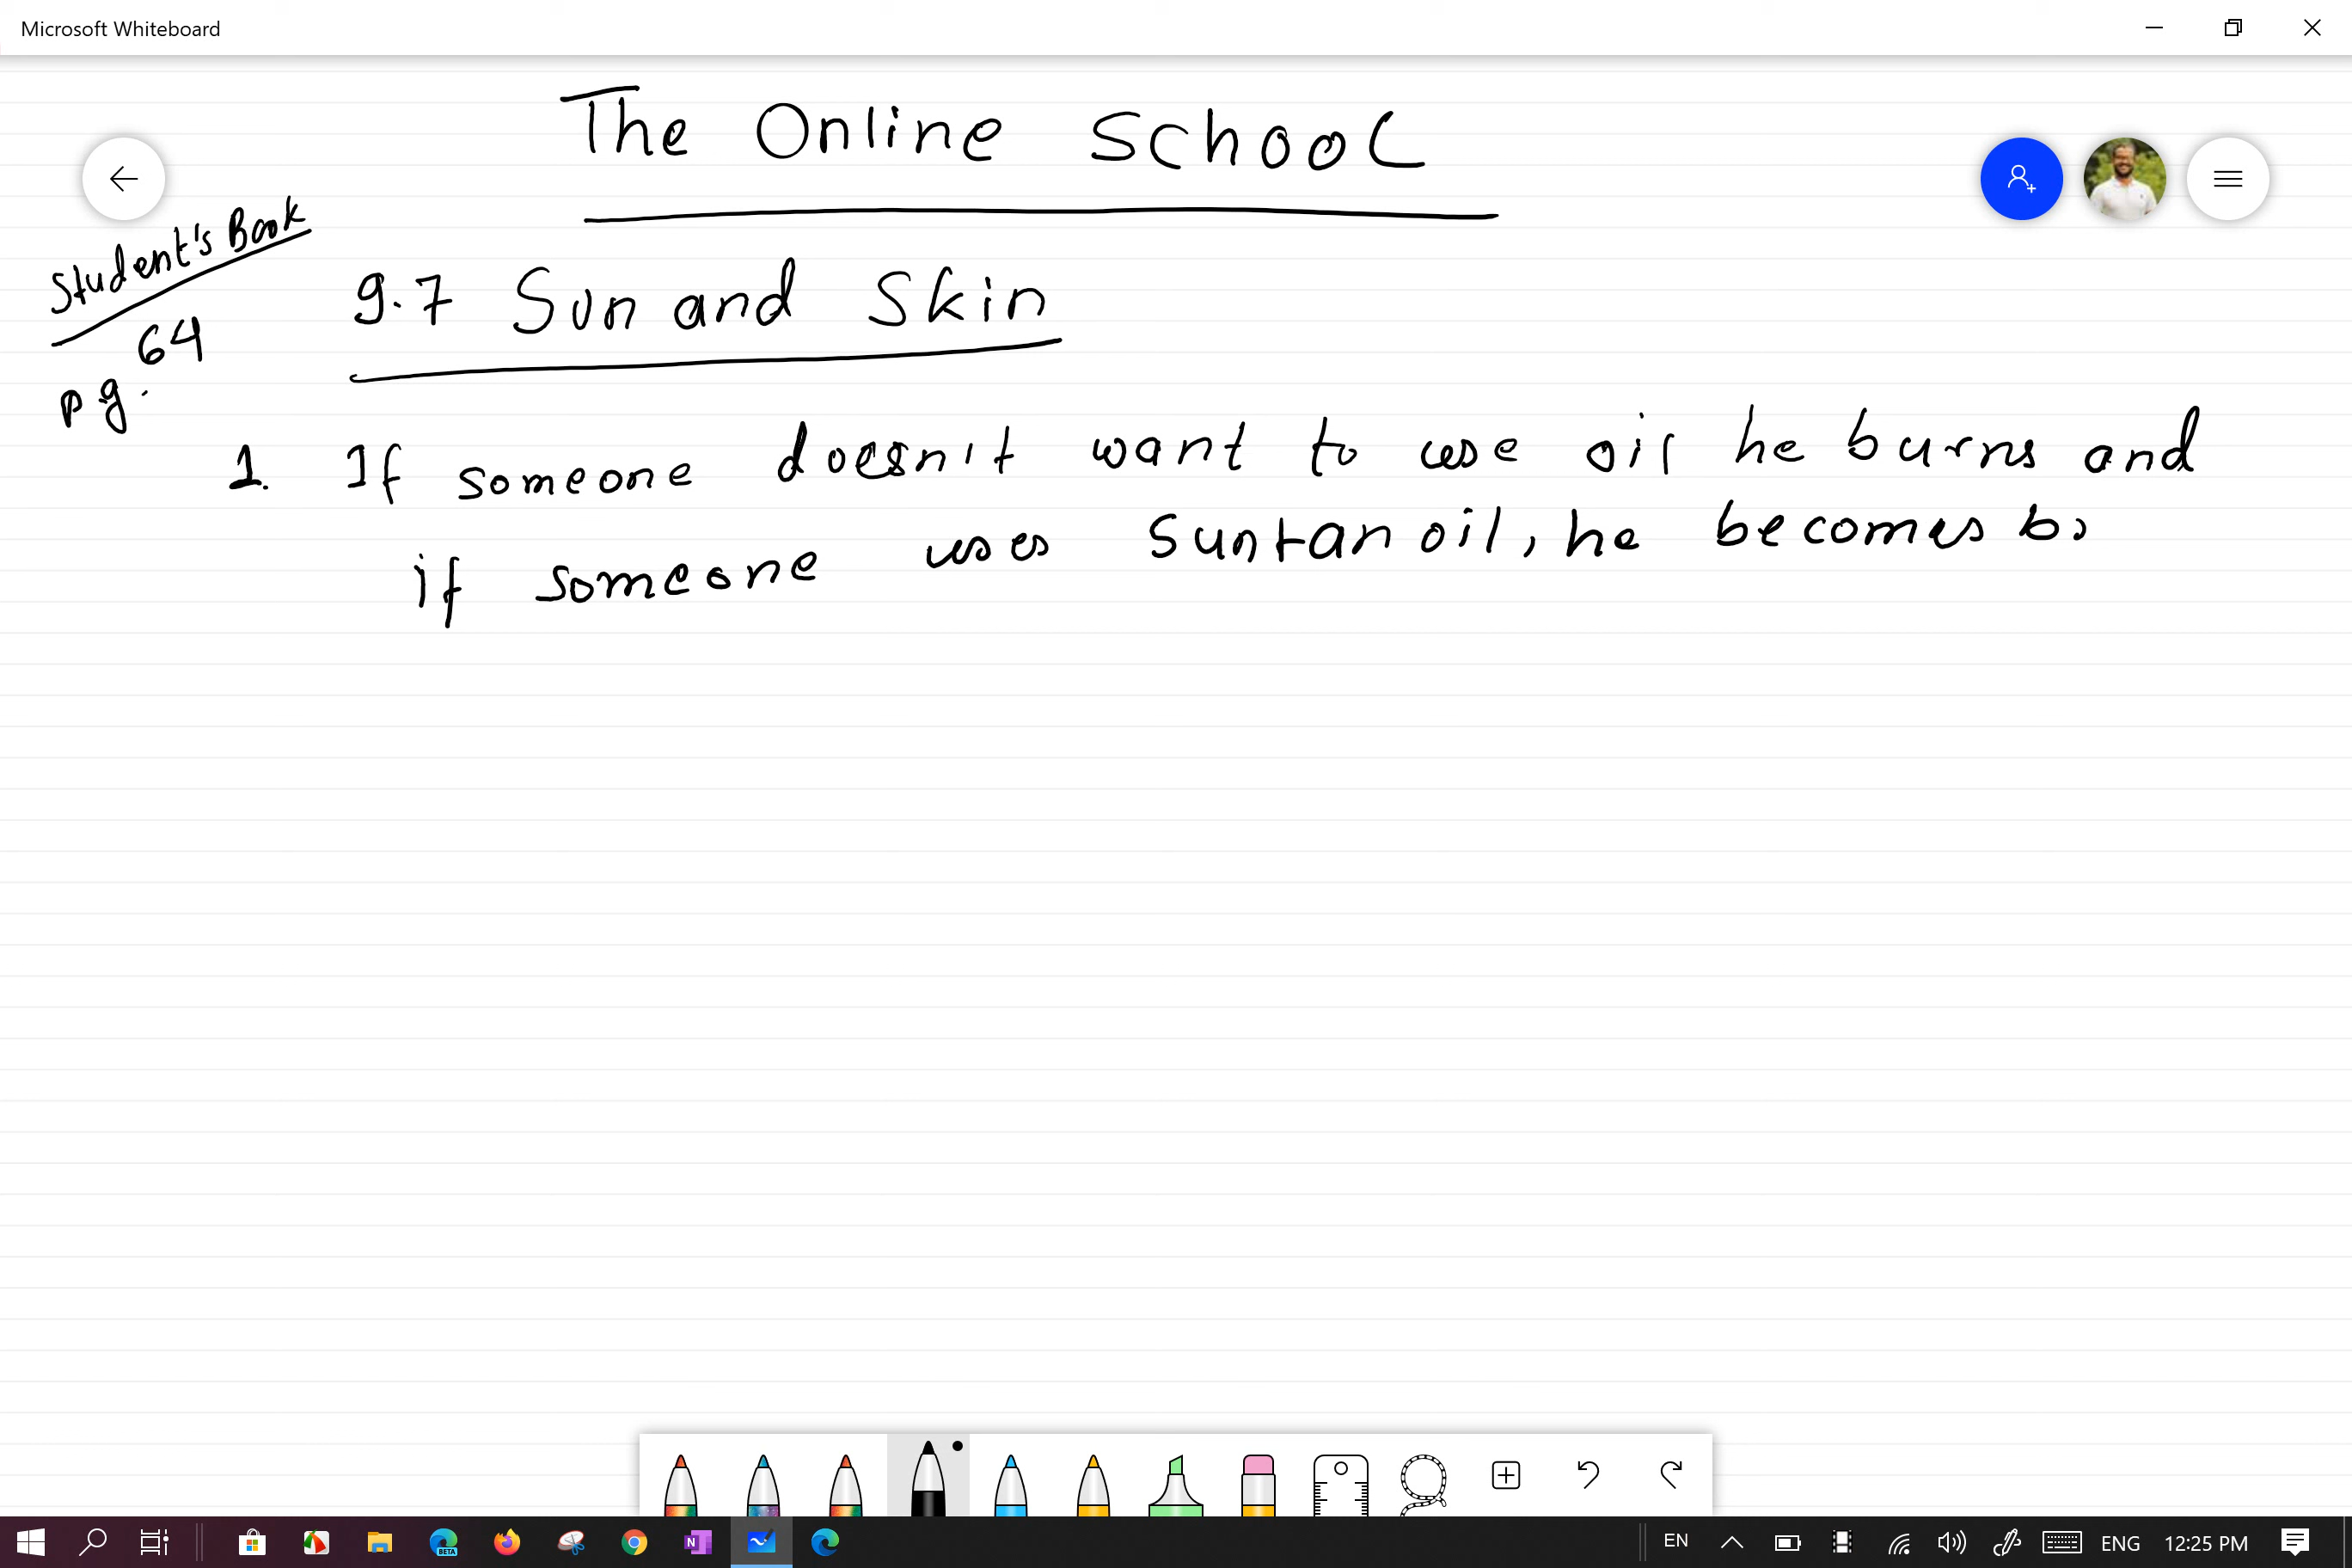 Microsoft Whiteboard
The Online School
Student's Book
pg. 64
9.7 Sun and Skin
1. If someone doesn't want to use oil he burns and
if someone uses suntan oil, he becomes
BETA
N
EN
ENG
12:25 PM